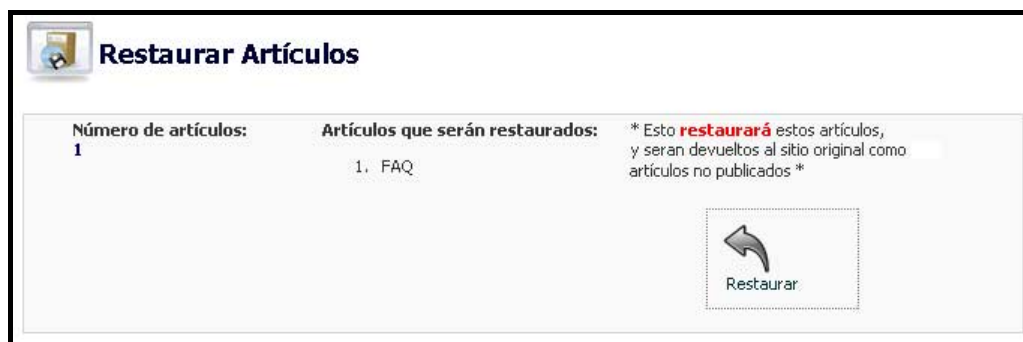 Restaurar Artículos
Número de artículos:
1
Artículos que serán restaurados:
1. FAQ
* Esto restaurará estos artículos,
y seran devueltos al sitio original como
artículos no publicados *
Restaurar